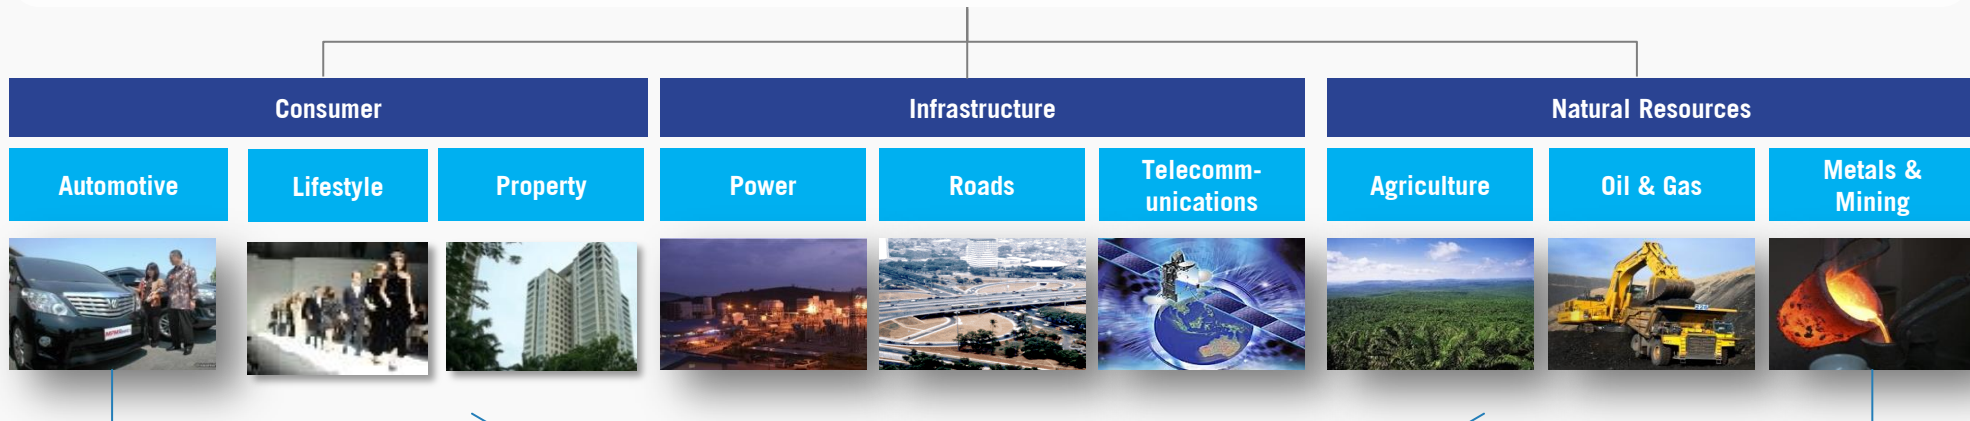 Consumer
Infrastructure
Natural Resources
Automotive
Lifestyle
Property
Power
Roads
Telecomm-
unications
Agriculture
Oil & Gas
Metals &
Mining